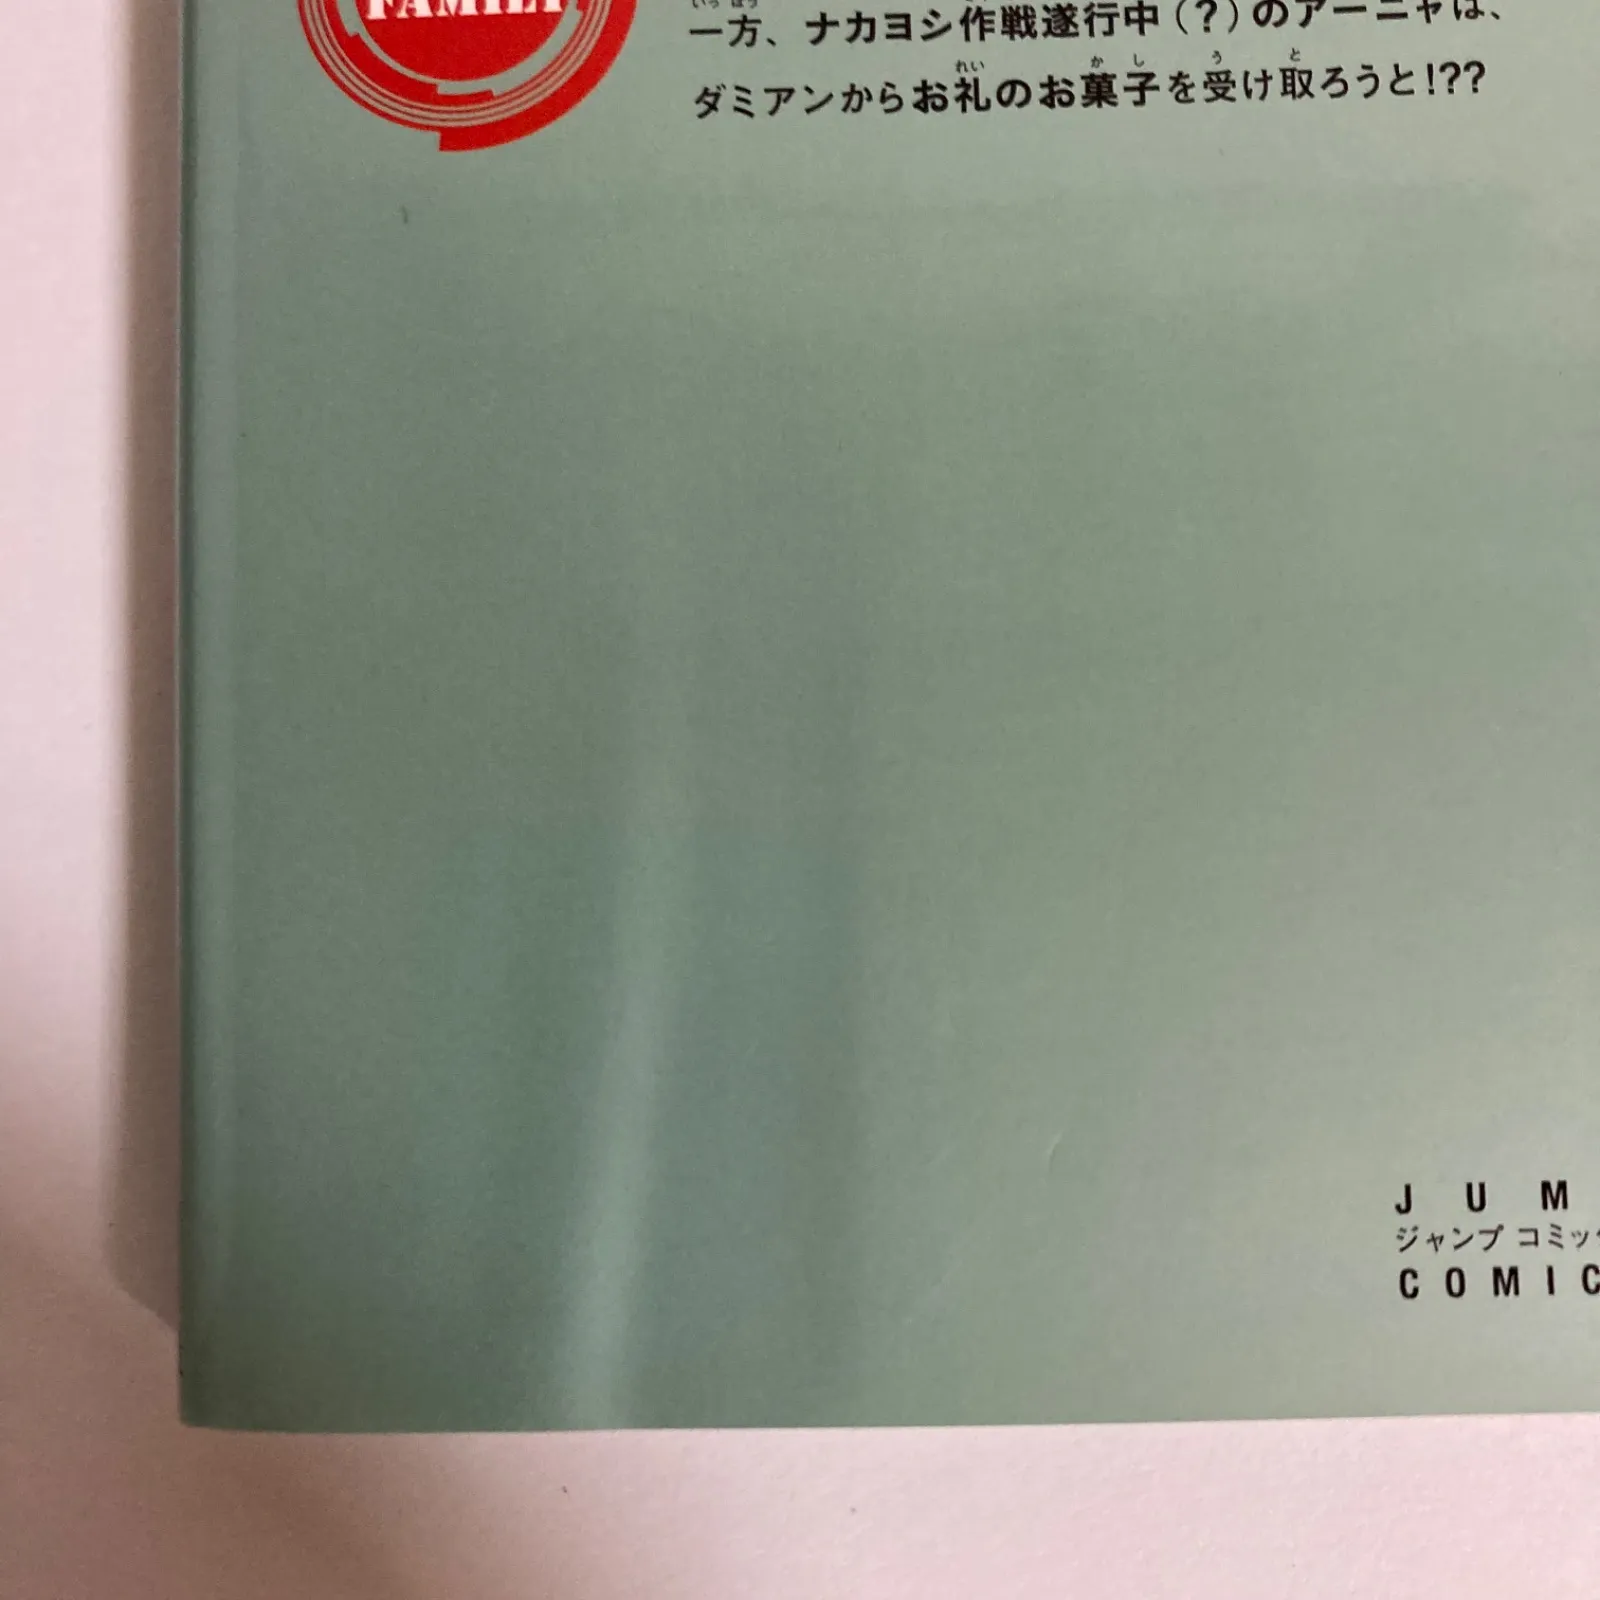 FAMILY
一方、ナカヨシ作戦遂行中（？）のアーニャは、
ダミアンからお礼のお菓子を受け取ろうと!??
J U M
ジャンプ コミック
C O M I C